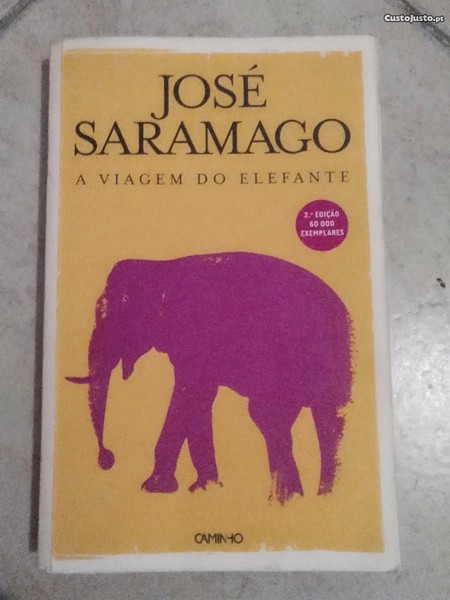 CustoJusto.pt
JOSÉ
SARAMAGO
A VIAGEM DO ELEFANTE
2.ª EDIÇÃO
60 000
EXEMPLARES
CAMINHO